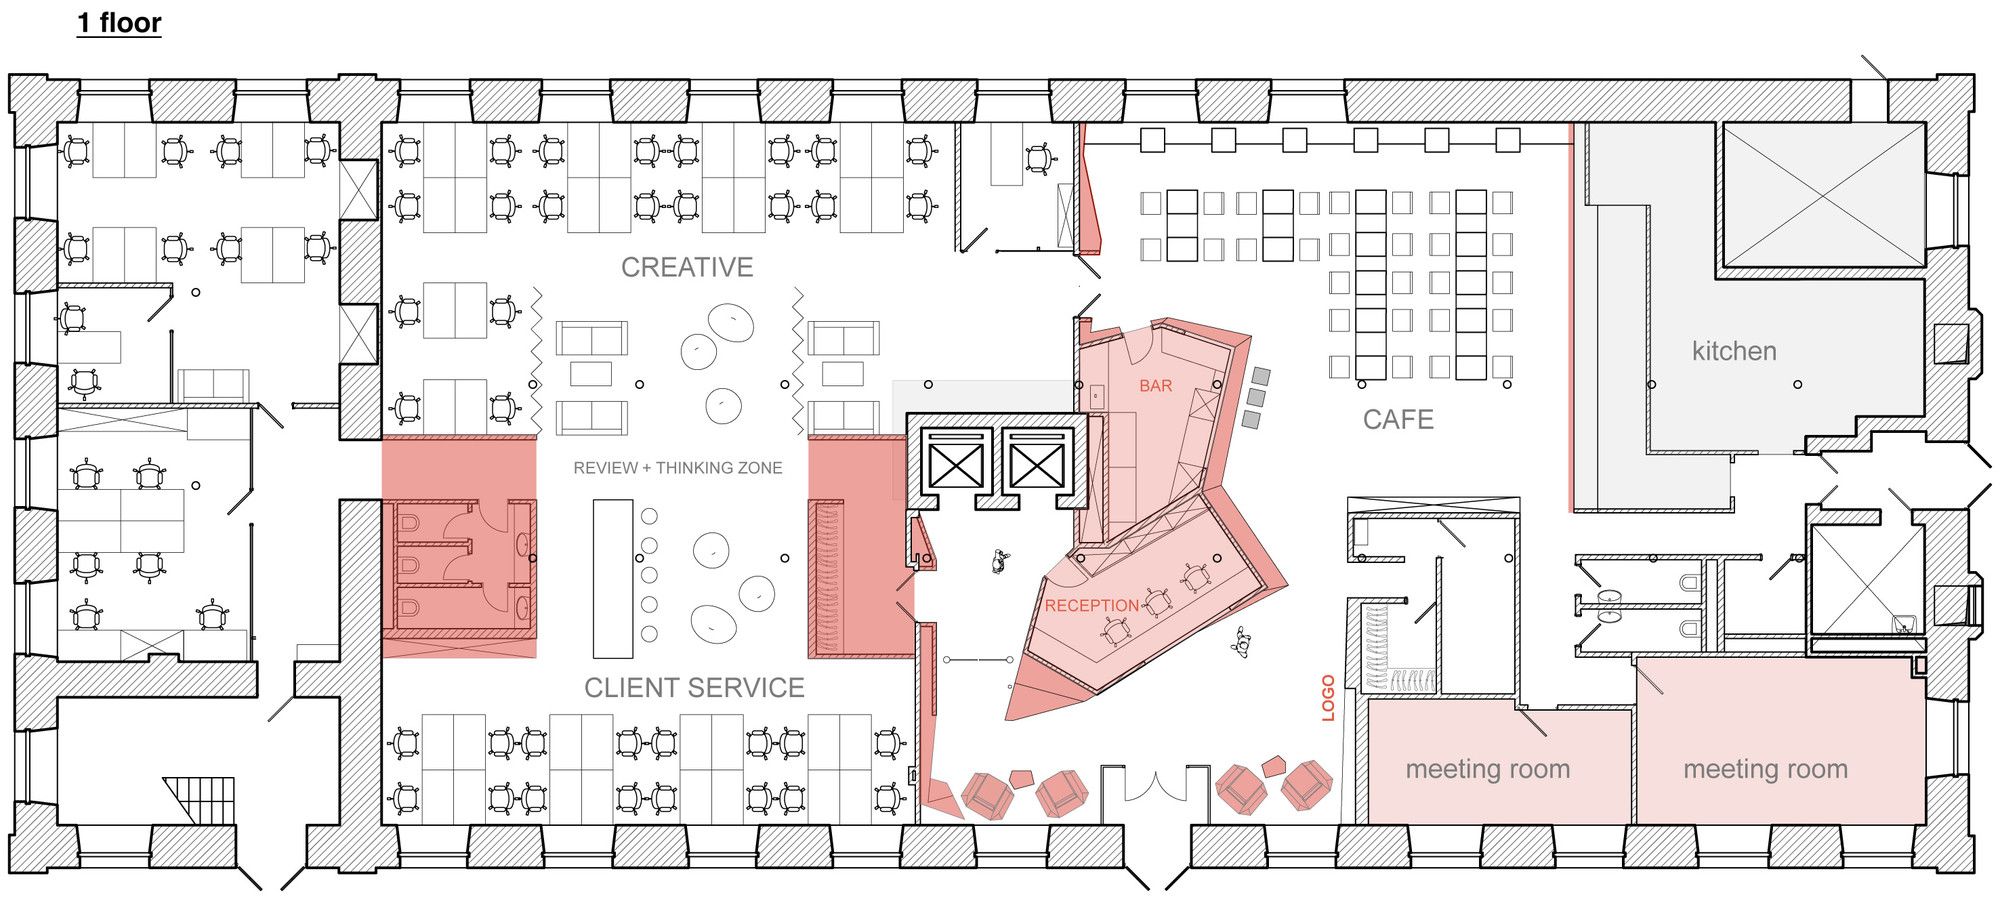 1 floor
CREATIVE
kitchen
BAR
CAFE
REVIEW + THINKING ZONE
RECEPTION
CLIENT SERVICE
LOGO
meeting room
meeting room